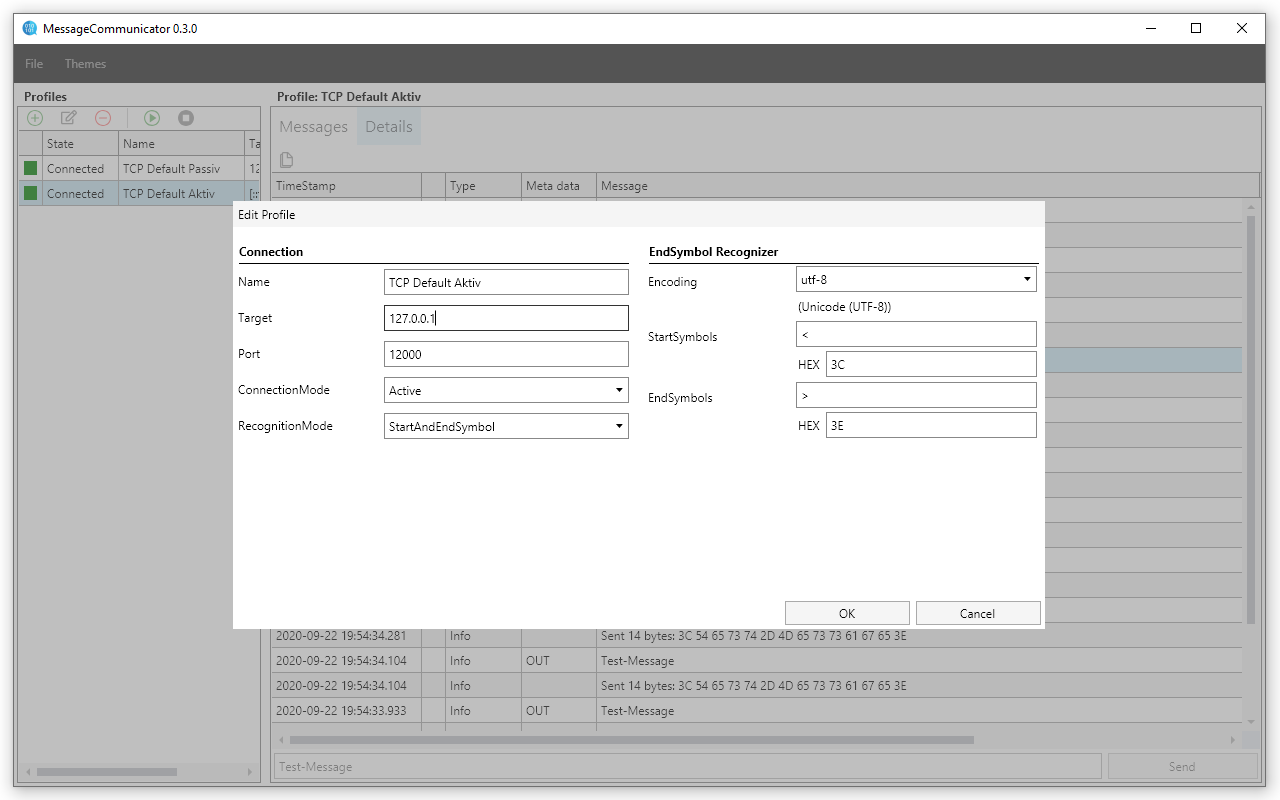 MessageCommunicator 0.3.0
File Themes
Profiles
State Name Ta
Connected TCP Default Passiv 12
Connected TCP Default Aktiv [::
Profile: TCP Default Aktiv
Messages Details
TimeStamp Type Meta data Message
Edit Profile
Connection
Name TCP Default Aktiv
Target 127.0.0.1
Port 12000
ConnectionMode Active
RecognitionMode StartAndEndSymbol
EndSymbol Recognizer
Encoding utf-8
(Unicode (UTF-8))
StartSymbols <
HEX 3C
EndSymbols >
HEX 3E
OK Cancel
2020-09-22 19:54:34.281 Info Sent 14 bytes: 3C 54 65 73 74 2D 4D 65 73 73 61 67 65 3E
2020-09-22 19:54:34.104 Info OUT Test-Message
2020-09-22 19:54:34.104 Info Sent 14 bytes: 3C 54 65 73 74 2D 4D 65 73 73 61 67 65 3E
2020-09-22 19:54:33.933 Info OUT Test-Message
Test-Message Send